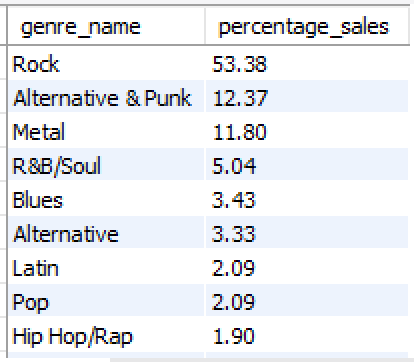 genre_name percentage_sales
Rock 53.38
Alternative & Punk 12.37
Metal 11.80
R&B/Soul 5.04
Blues 3.43
Alternative 3.33
Latin 2.09
Pop 2.09
Hip Hop/Rap 1.90